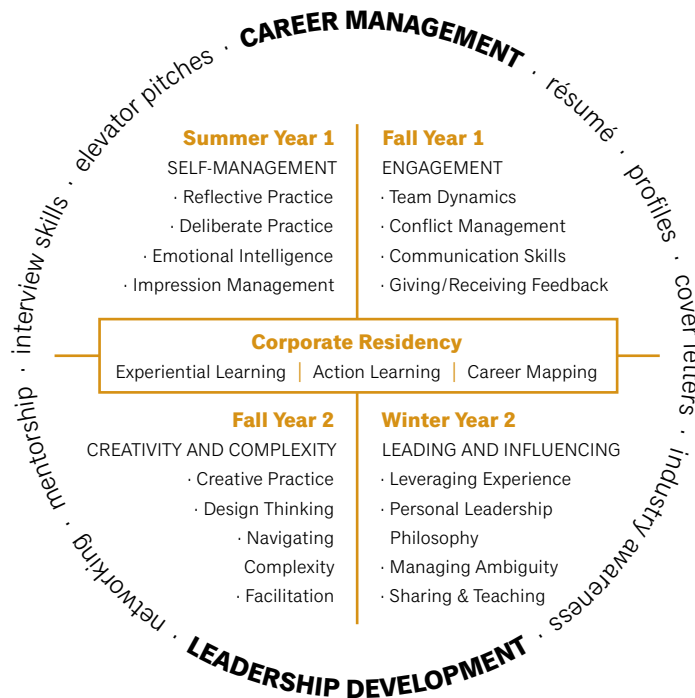 CAREER MANAGEMENT · résumé · profiles · cover letters · industry awareness · LEADERSHIP DEVELOPMENT · networking · mentorship · interview skills · elevator pitches ·
Summer Year 1
SELF-MANAGEMENT
· Reflective Practice
· Deliberate Practice
· Emotional Intelligence
· Impression Management
Fall Year 1
ENGAGEMENT
· Team Dynamics
· Conflict Management
· Communication Skills
· Giving/Receiving Feedback
Corporate Residency
Experiential Learning | Action Learning | Career Mapping
Fall Year 2
CREATIVITY AND COMPLEXITY
· Creative Practice
· Design Thinking
· Navigating
Complexity
· Facilitation
Winter Year 2
LEADING AND INFLUENCING
· Leveraging Experience
· Personal Leadership
Philosophy
· Managing Ambiguity
· Sharing & Teaching